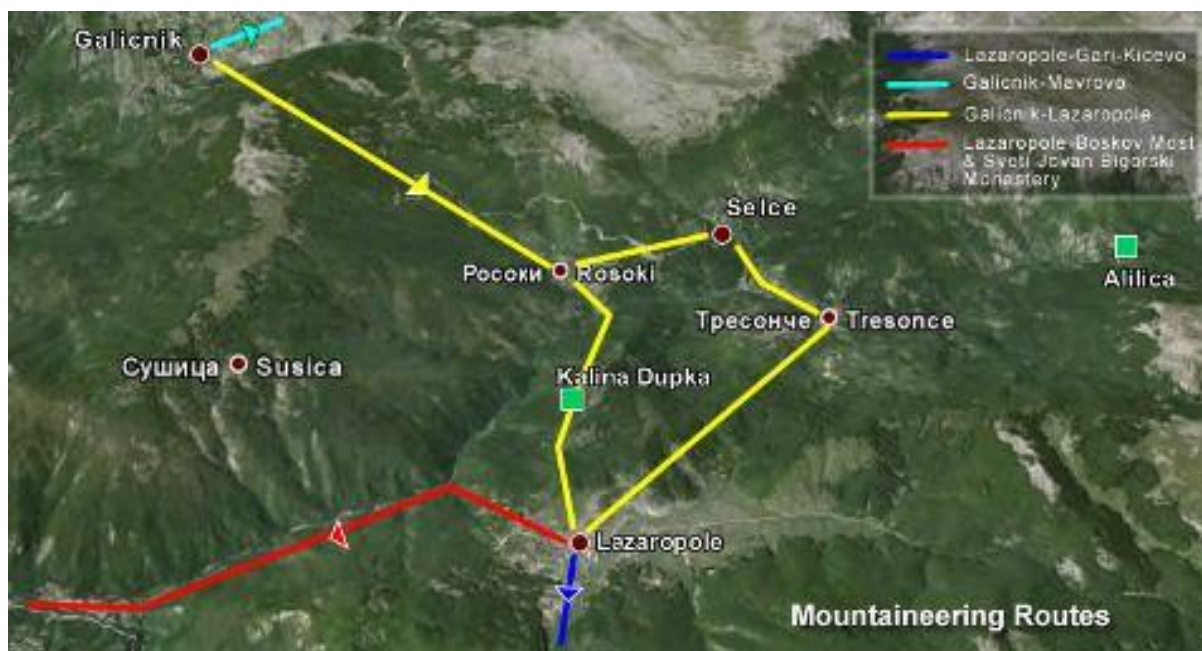 Galicnik
Lazaropole-Gari-Kicevo
Galicnik-Mavrovo
Galicnik-Lazaropole
Lazaropole-Boskov Most
& Sveti Jovan Bigorski
Monastery
Selce
Росоки Rosoki
Alilica
Тресонче Tresonce
Сушица Susica
Kalina Dupka
Lazaropole
Mountaineering Routes